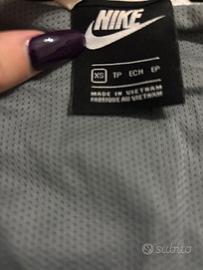 NIKE
XS TP ECH EP
MADE IN VIETNAM
FABRIQUÉ AU VIETNAM
subito